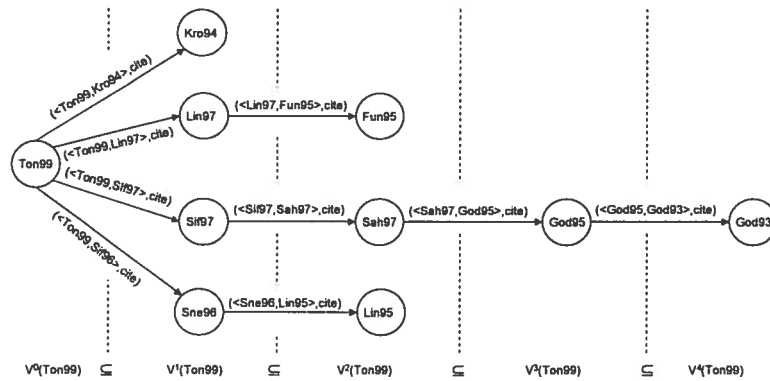 Kro94
(<Ton99,Kro94>,cite)
(<Lin97,Fun95>,cite)
Lin97
Fun95
(<Ton99,Lin97>,cite)
Ton99
(<Ton99,Sif97>,cite)
(<Sif97,Sah97>,cite)
(<Sah97,God95>,cite)
(<God95,God93>,cite)
Sif97
Sah97
God95
God93
(<Ton99,Sif96>,cite)
(<Sne96,Lin95>,cite)
Sne96
Lin95
V⁰(Ton99) ⊆ V¹(Ton99) ⊆ V²(Ton99) ⊆ V³(Ton99) ⊆ V⁴(Ton99)